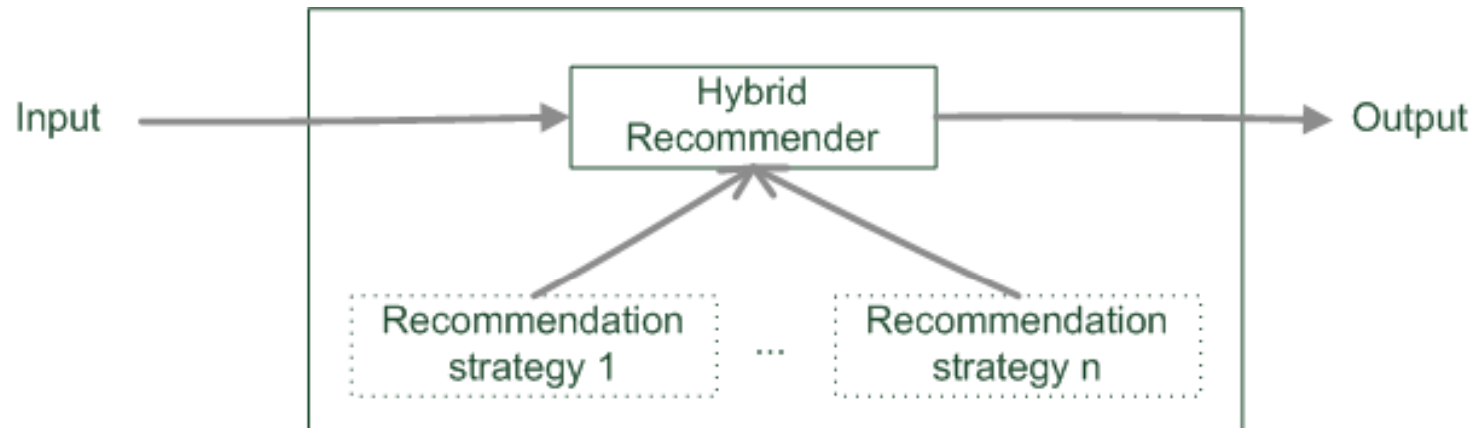 Input
Hybrid
Recommender
Output
Recommendation
strategy 1
...
Recommendation
strategy n